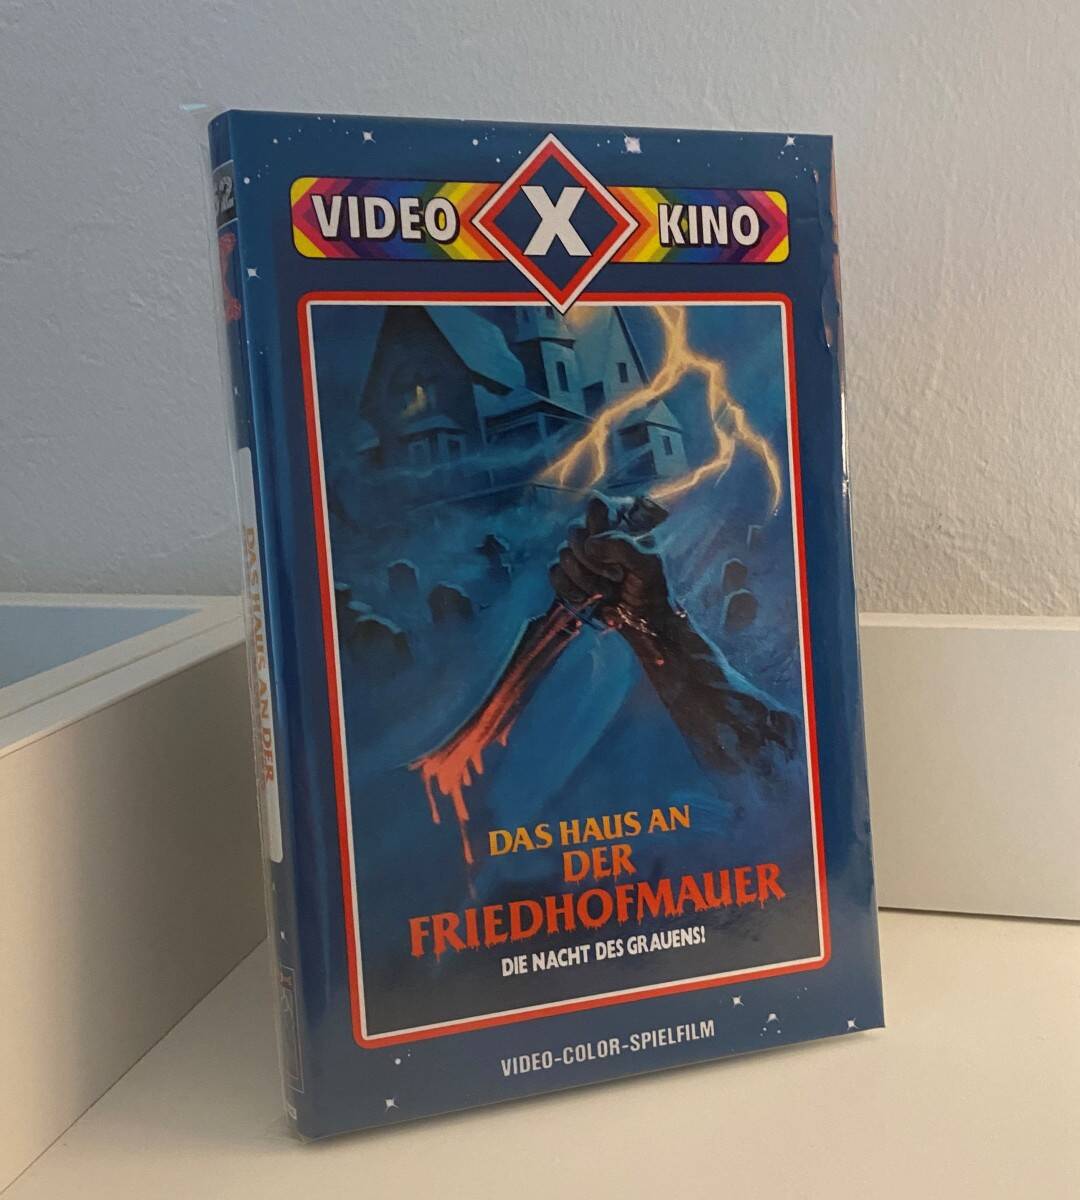 VIDEO X KINO
DAS HAUS AN
DER
FRIEDHOFMAUER
DIE NACHT DES GRAUENS!
VIDEO-COLOR-SPIELFILM
DAS HAUS AN DER